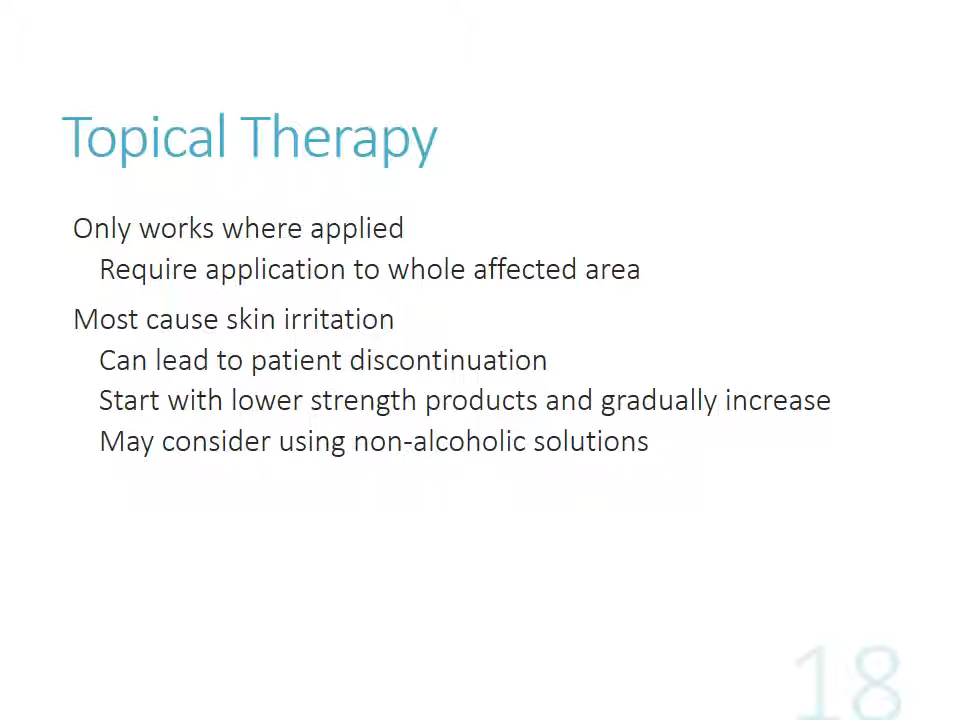 Topical Therapy
Only works where applied
Require application to whole affected area
Most cause skin irritation
Can lead to patient discontinuation
Start with lower strength products and gradually increase
May consider using non-alcoholic solutions
18